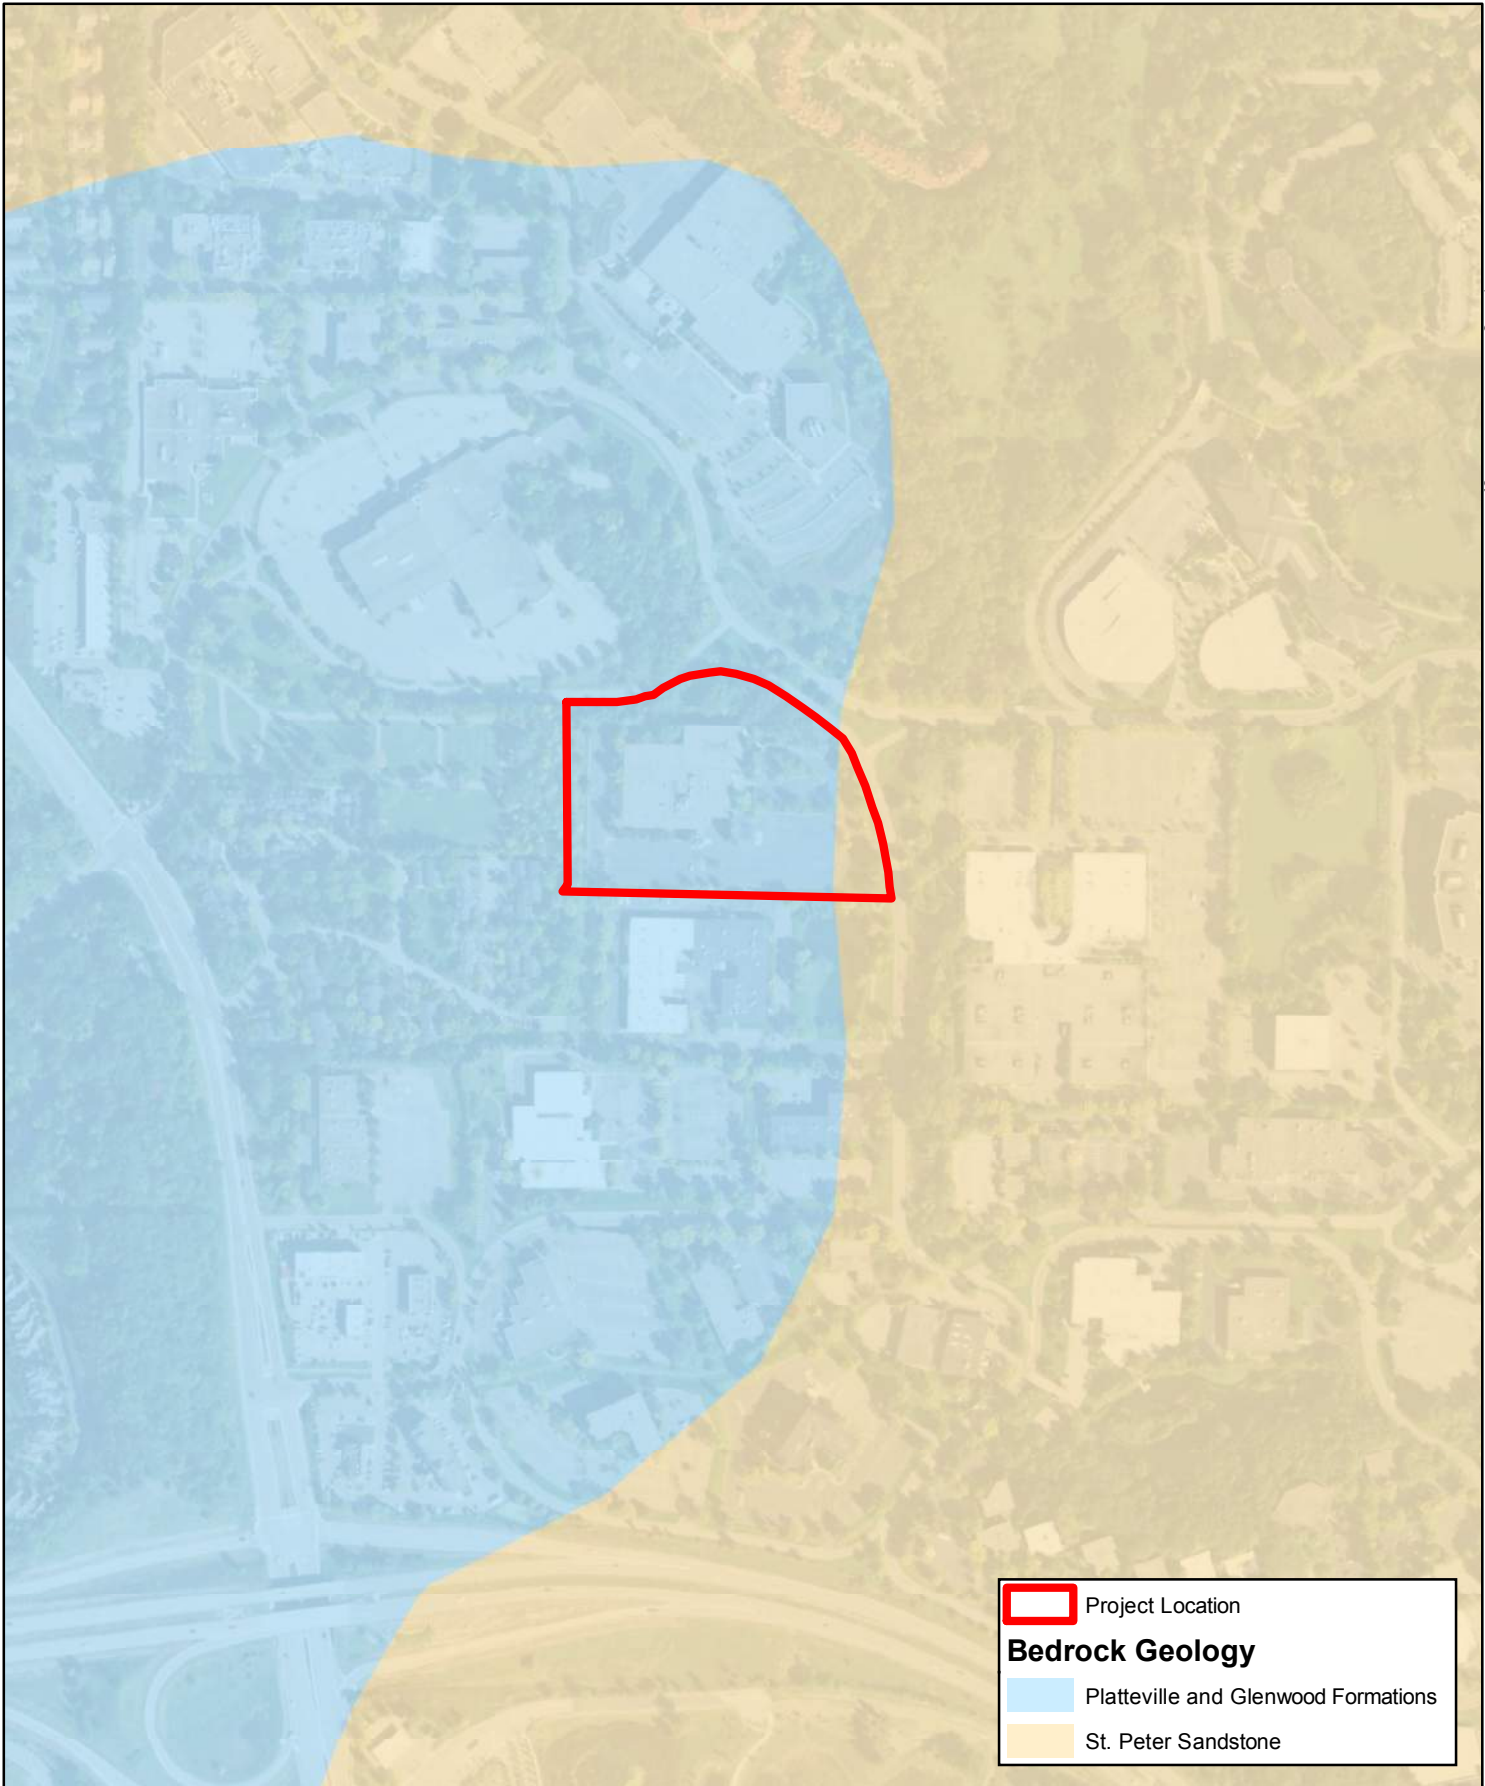 Project Location
Bedrock Geology
Platteville and Glenwood Formations
St. Peter Sandstone